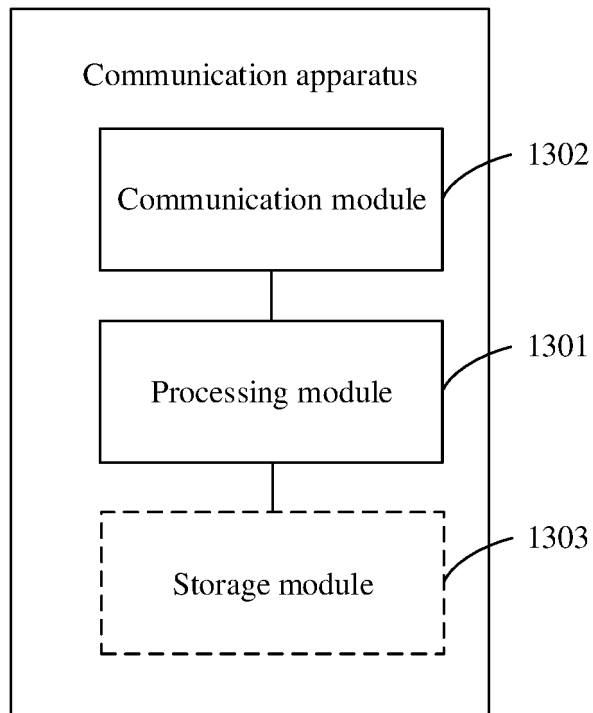 Communication apparatus
1302
Communication module
1301
Processing module
1303
Storage module